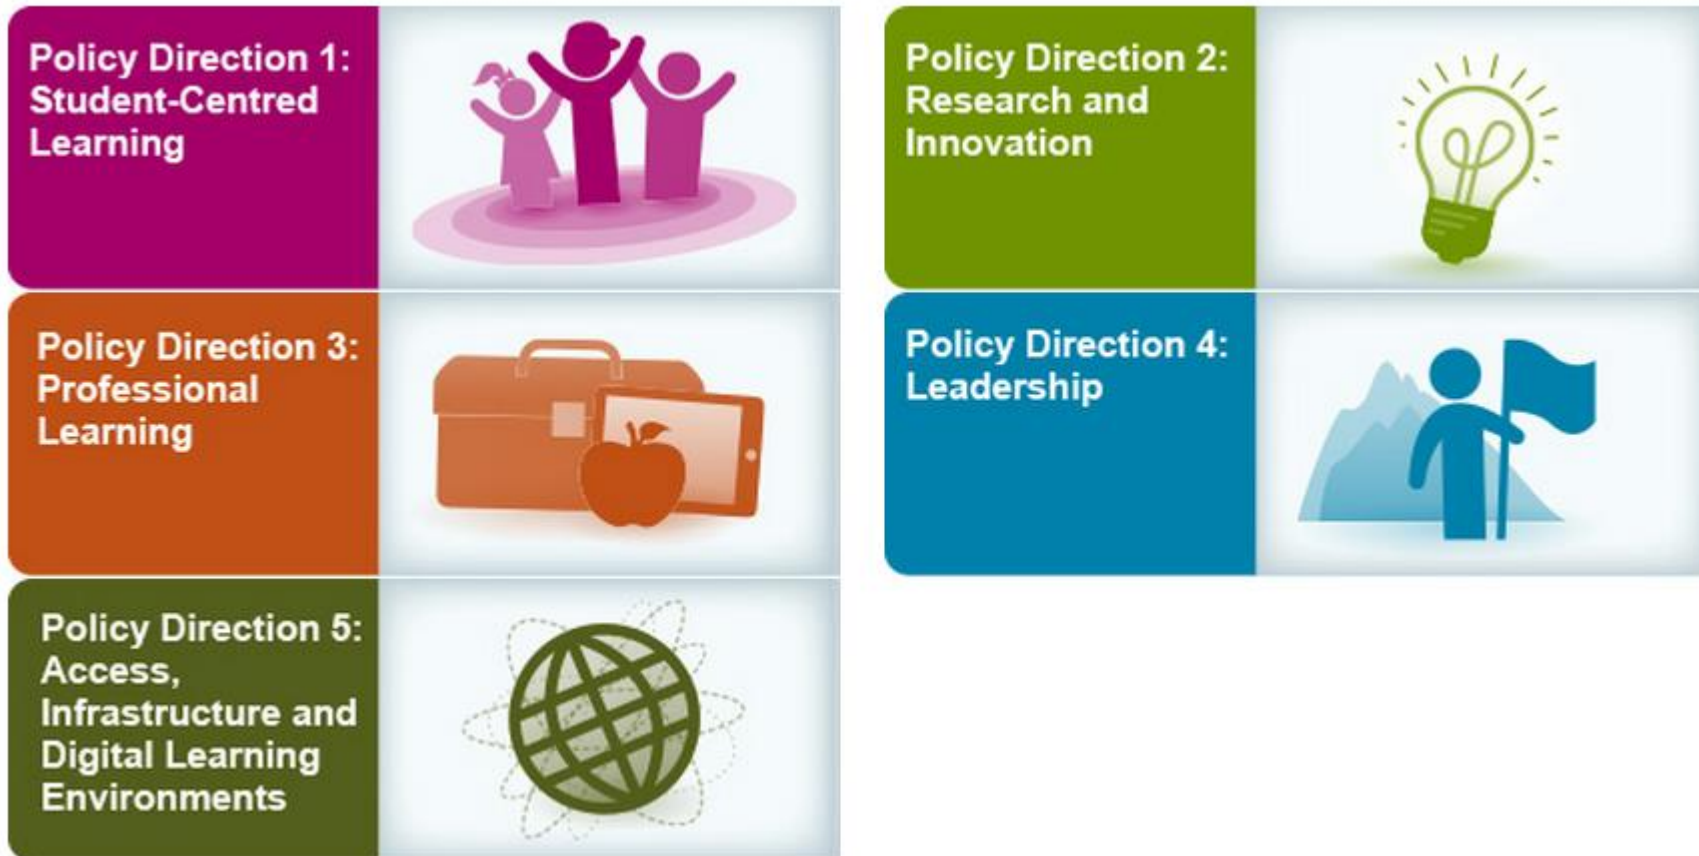 Policy Direction 1:
Student-Centred
Learning
Policy Direction 2:
Research and
Innovation
Policy Direction 3:
Professional
Learning
Policy Direction 4:
Leadership
Policy Direction 5:
Access,
Infrastructure and
Digital Learning
Environments